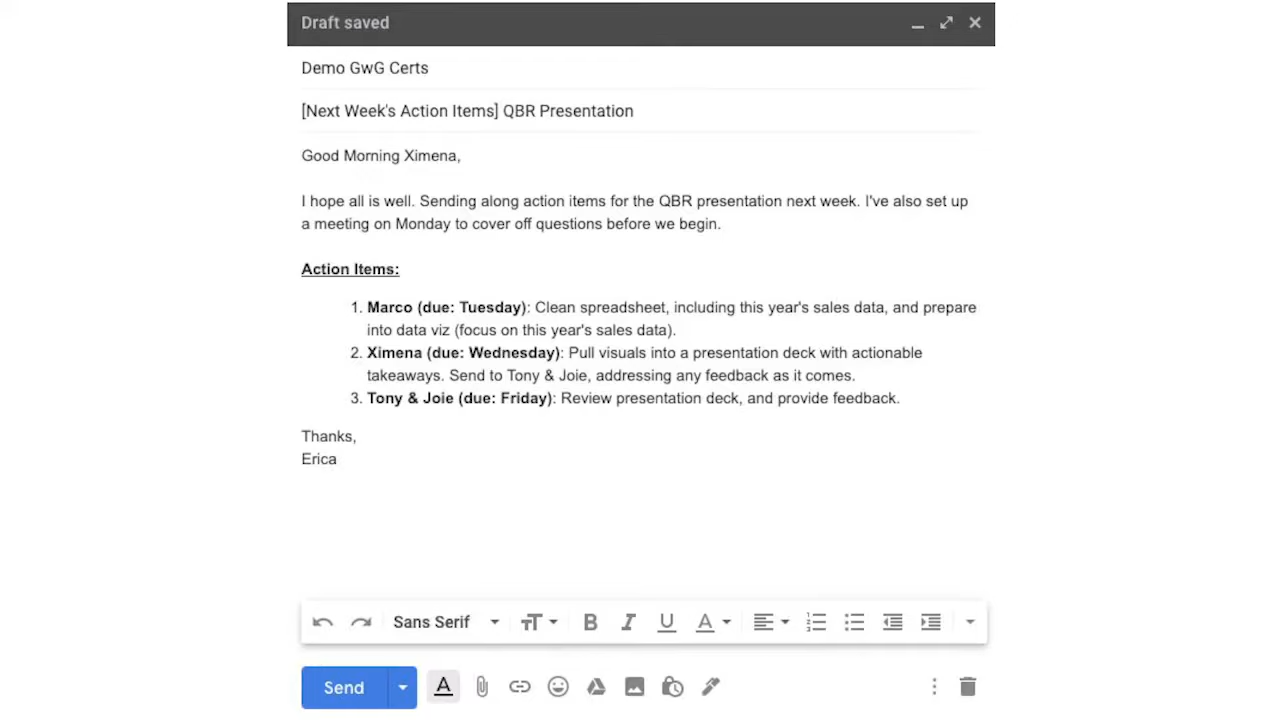 Draft saved
Demo GwG Certs
[Next Week's Action Items] QBR Presentation
Good Morning Ximena,
I hope all is well. Sending along action items for the QBR presentation next week. I've also set up
a meeting on Monday to cover off questions before we begin.
Action Items:
1. Marco (due: Tuesday): Clean spreadsheet, including this year's sales data, and prepare
into data viz (focus on this year's sales data).
2. Ximena (due: Wednesday): Pull visuals into a presentation deck with actionable
takeaways. Send to Tony & Joie, addressing any feedback as it comes.
3. Tony & Joie (due: Friday): Review presentation deck, and provide feedback.
Thanks,
Erica
Sans Serif
Send